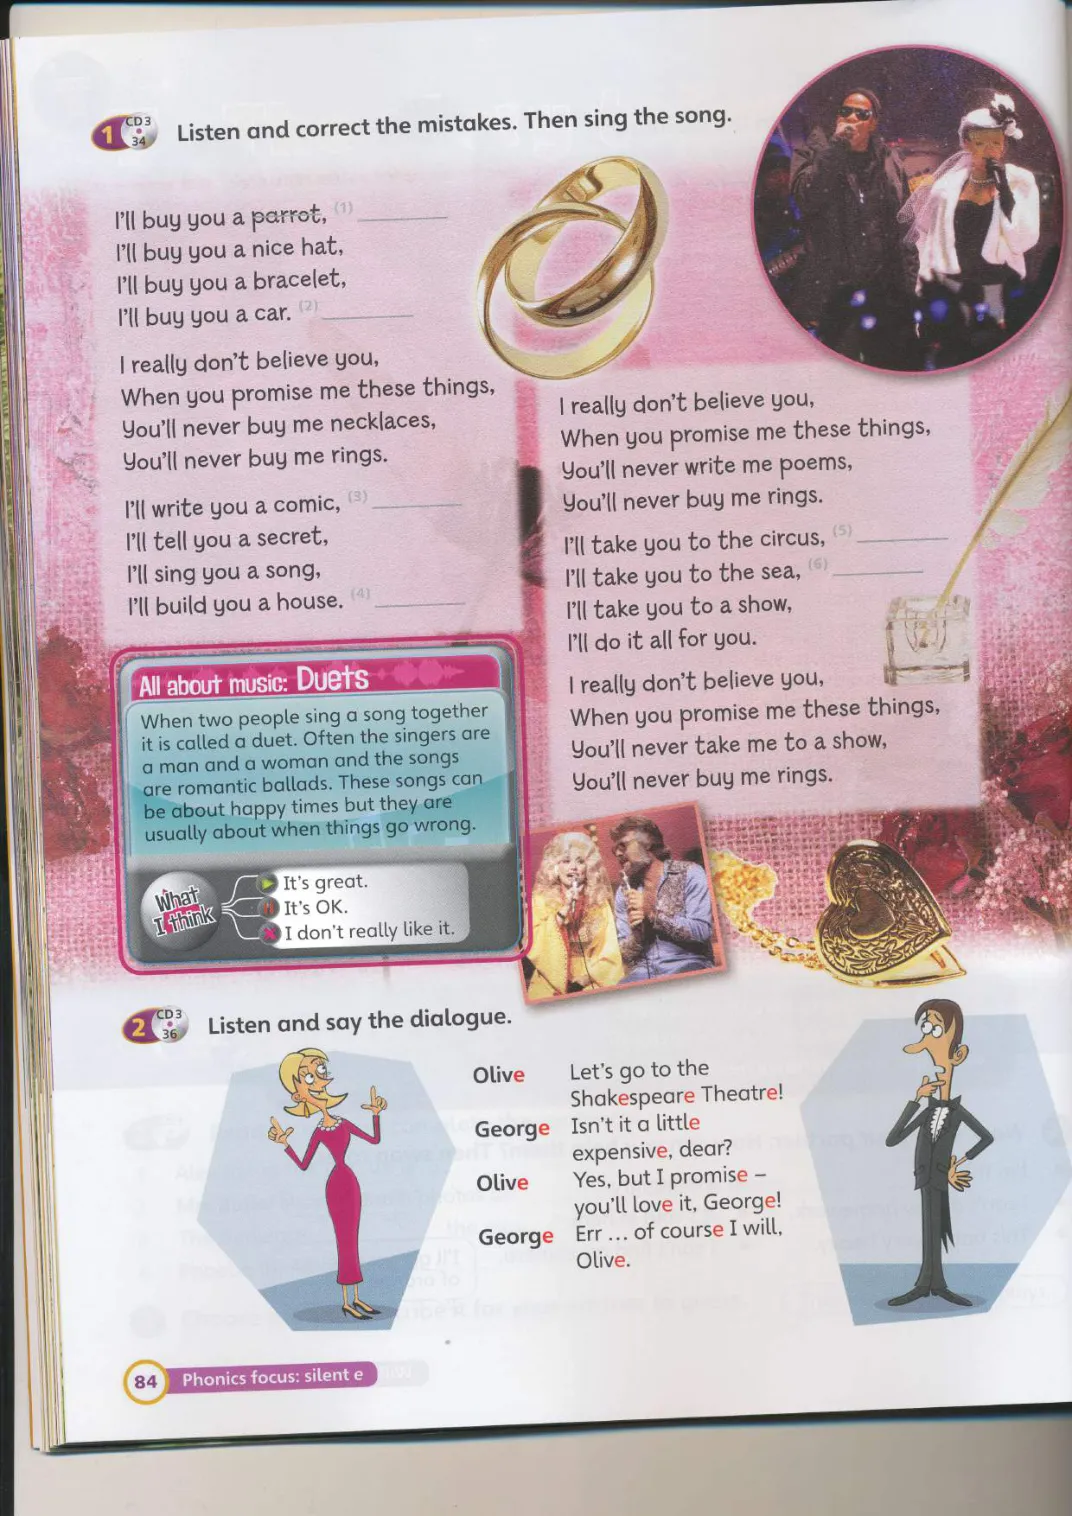 1 CD3 34 Listen and correct the mistakes. Then sing the song.
I'll buy you a parrot, (1) ________
I'll buy you a nice hat,
I'll buy you a bracelet,
I'll buy you a car. (2) ________
I really don't believe you,
When you promise me these things,
You'll never buy me necklaces,
You'll never buy me rings.
I'll write you a comic, (3) ________
I'll tell you a secret,
I'll sing you a song,
I'll build you a house. (4) ________
I really don't believe you,
When you promise me these things,
You'll never write me poems,
You'll never buy me rings.
I'll take you to the circus, (5) ________
I'll take you to the sea, (6) ________
I'll take you to a show,
I'll do it all for you.
I really don't believe you,
When you promise me these things,
You'll never take me to a show,
You'll never buy me rings.
All about music: Duets
When two people sing a song together
it is called a duet. Often the singers are
a man and a woman and the songs
are romantic ballads. These songs can
be about happy times but they are
usually about when things go wrong.
What
I think
It's great.
It's OK.
I don't really like it.
2 CD3 36 Listen and say the dialogue.
Olive Let's go to the
Shakespeare Theatre!
George Isn't it a little
expensive, dear?
Olive Yes, but I promise –
you'll love it, George!
George Err ... of course I will,
Olive.
84 Phonics focus: silent e